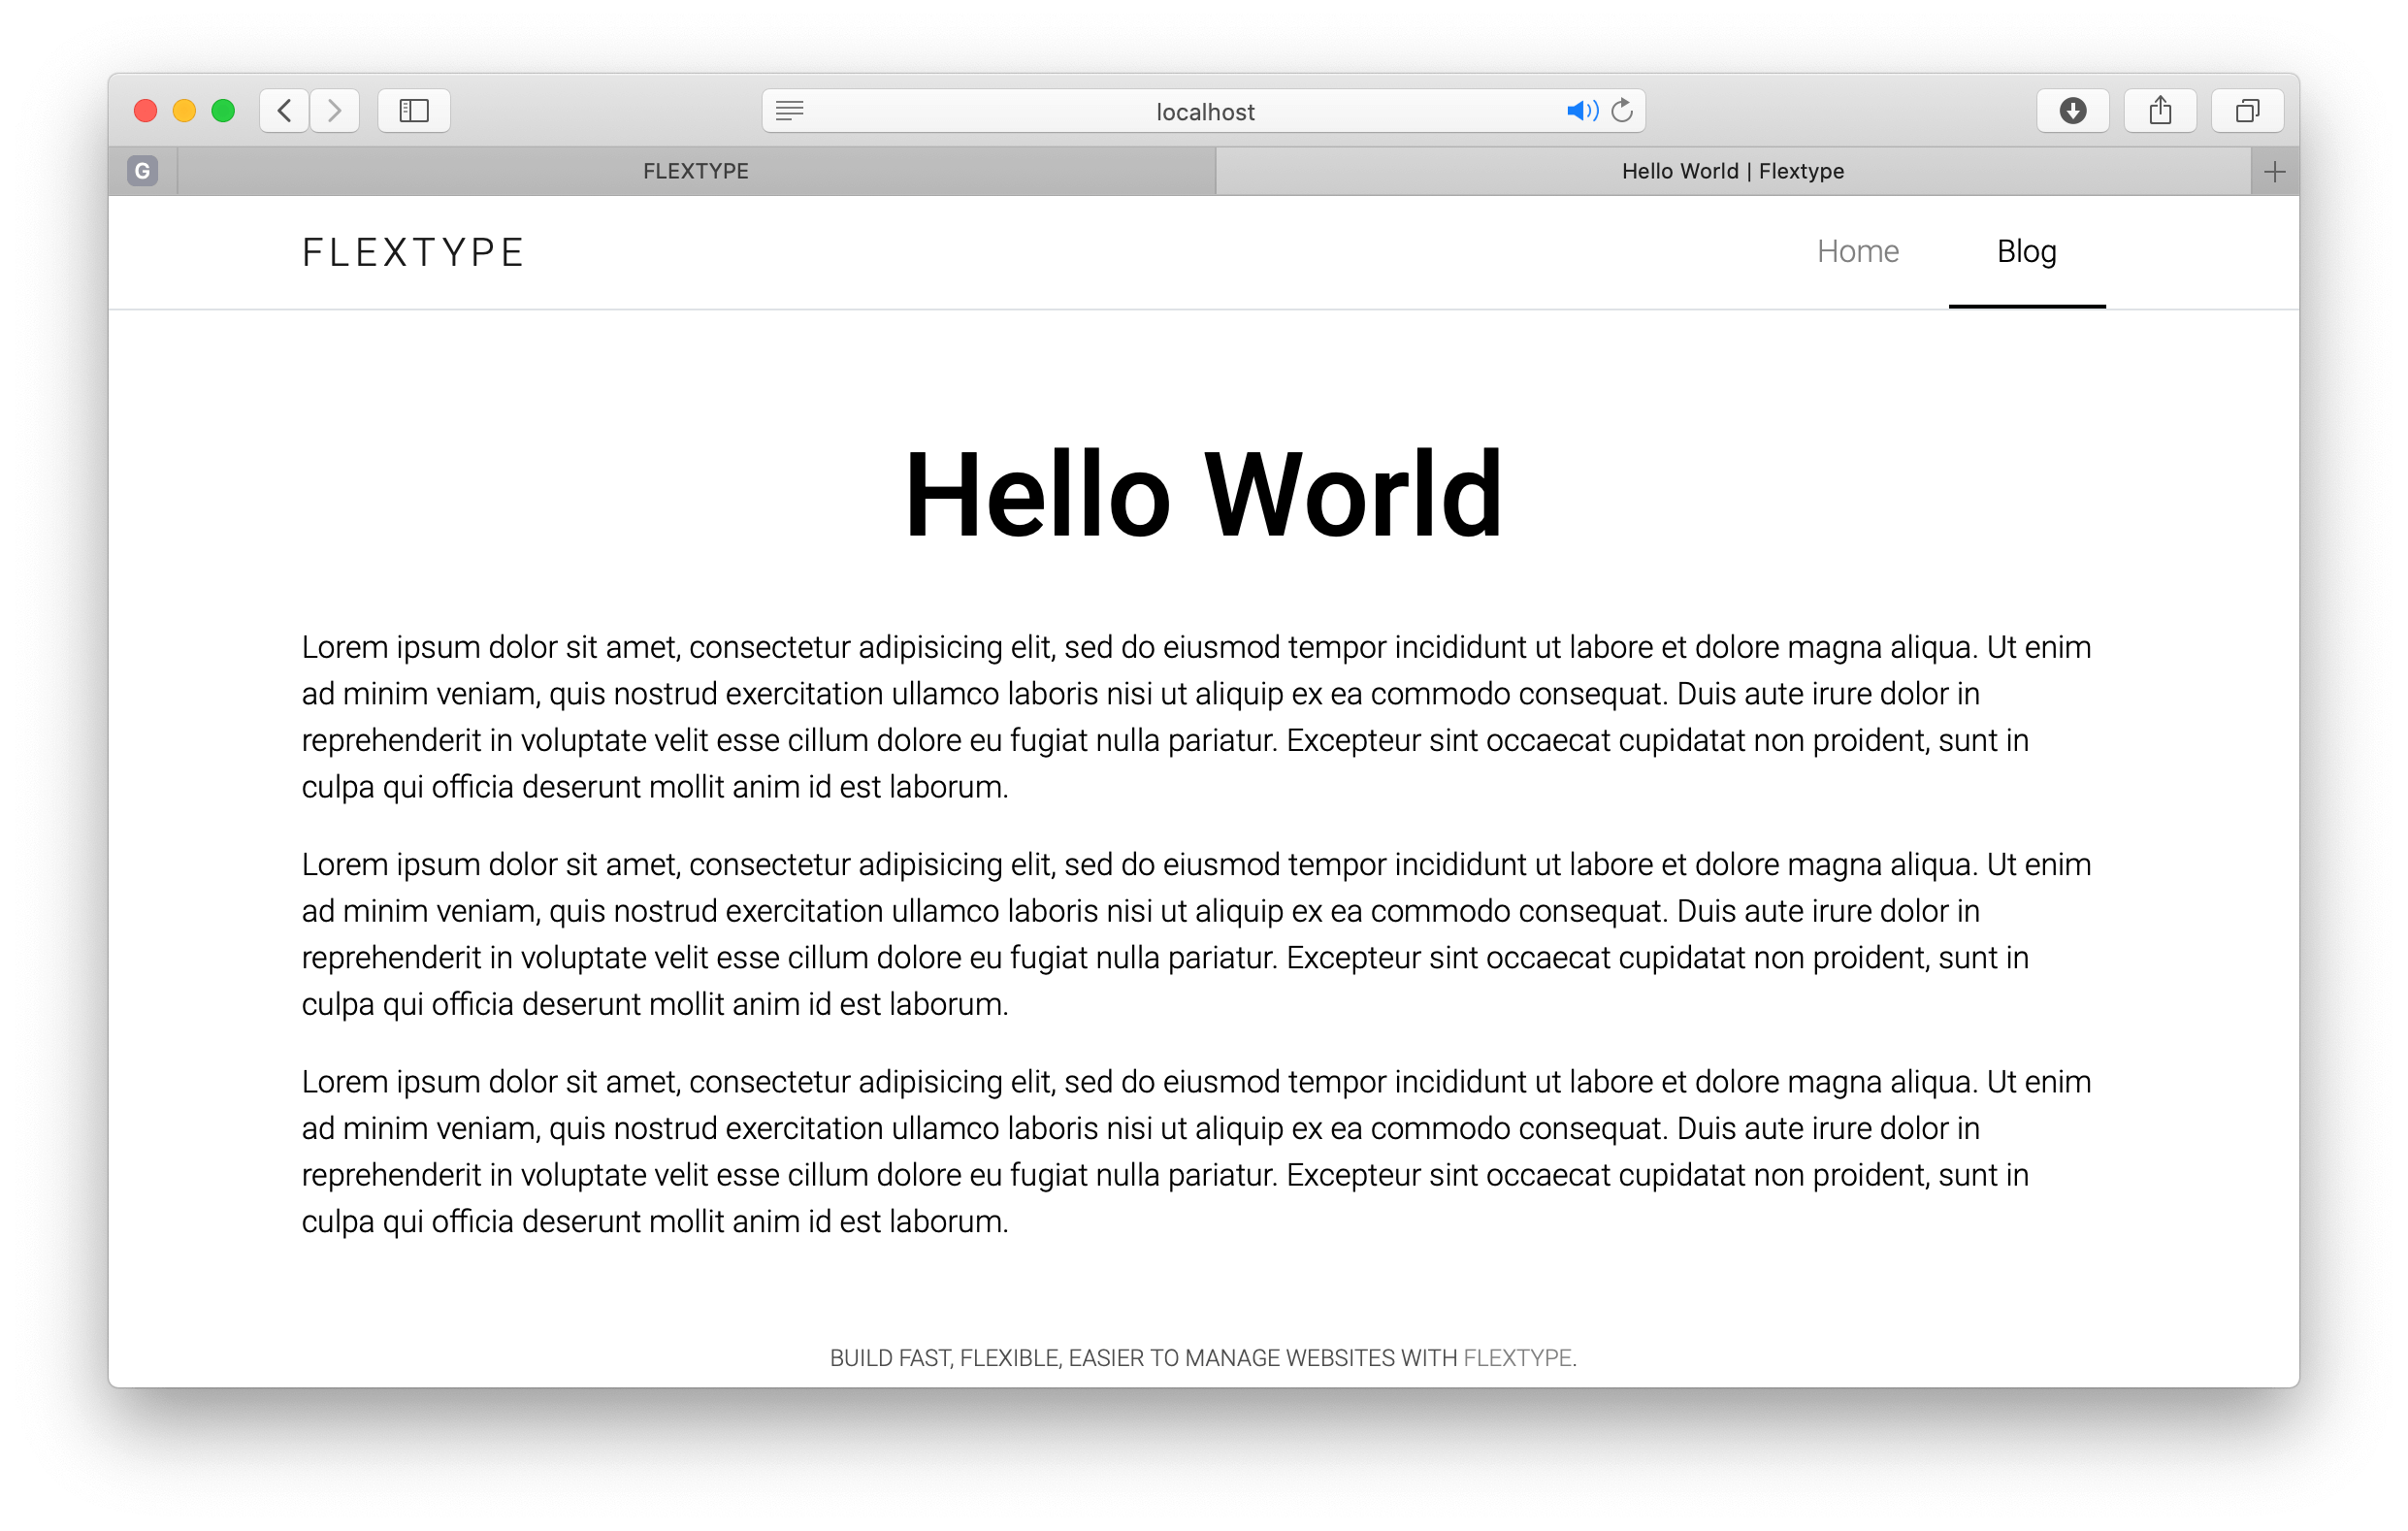 localhost
G
FLEXTYPE
Hello World | Flextype
FLEXTYPE
Home
Blog
Hello World
Lorem ipsum dolor sit amet, consectetur adipisicing elit, sed do eiusmod tempor incididunt ut labore et dolore magna aliqua. Ut enim
ad minim veniam, quis nostrud exercitation ullamco laboris nisi ut aliquip ex ea commodo consequat. Duis aute irure dolor in
reprehenderit in voluptate velit esse cillum dolore eu fugiat nulla pariatur. Excepteur sint occaecat cupidatat non proident, sunt in
culpa qui officia deserunt mollit anim id est laborum.
Lorem ipsum dolor sit amet, consectetur adipisicing elit, sed do eiusmod tempor incididunt ut labore et dolore magna aliqua. Ut enim
ad minim veniam, quis nostrud exercitation ullamco laboris nisi ut aliquip ex ea commodo consequat. Duis aute irure dolor in
reprehenderit in voluptate velit esse cillum dolore eu fugiat nulla pariatur. Excepteur sint occaecat cupidatat non proident, sunt in
culpa qui officia deserunt mollit anim id est laborum.
Lorem ipsum dolor sit amet, consectetur adipisicing elit, sed do eiusmod tempor incididunt ut labore et dolore magna aliqua. Ut enim
ad minim veniam, quis nostrud exercitation ullamco laboris nisi ut aliquip ex ea commodo consequat. Duis aute irure dolor in
reprehenderit in voluptate velit esse cillum dolore eu fugiat nulla pariatur. Excepteur sint occaecat cupidatat non proident, sunt in
culpa qui officia deserunt mollit anim id est laborum.
BUILD FAST, FLEXIBLE, EASIER TO MANAGE WEBSITES WITH FLEXTYPE.